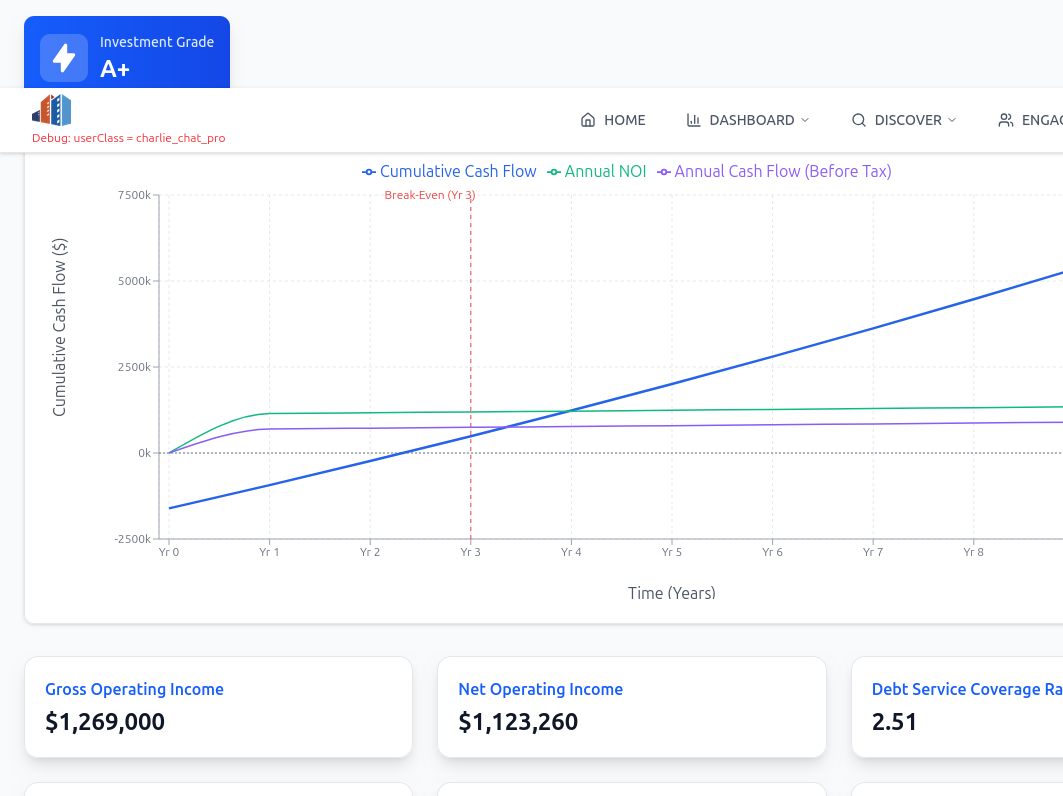 Investment Grade
A+
Debug: userClass = charlie_chat_pro
HOME
DASHBOARD
DISCOVER
ENGAG
Cumulative Cash Flow
Annual NOI
Annual Cash Flow (Before Tax)
Break-Even (Yr 3)
Cumulative Cash Flow ($)
7500k
5000k
2500k
0k
-2500k
Yr 0
Yr 1
Yr 2
Yr 3
Yr 4
Yr 5
Yr 6
Yr 7
Yr 8
Time (Years)
Gross Operating Income
$1,269,000
Net Operating Income
$1,123,260
Debt Service Coverage Ra
2.51